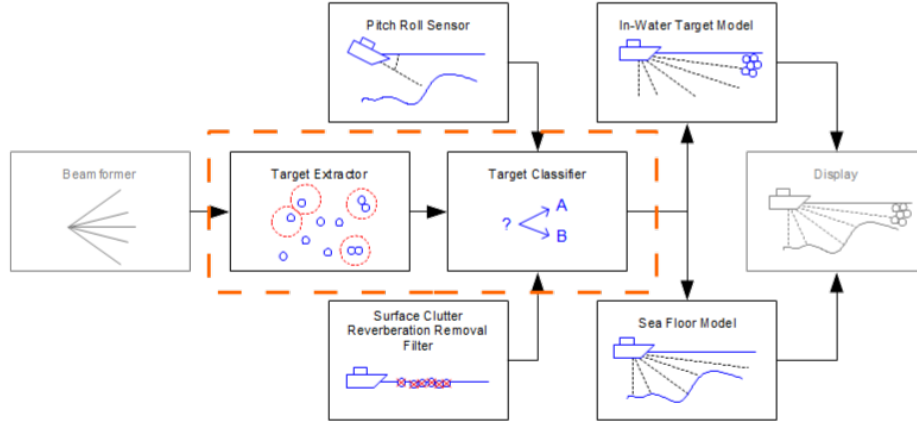 Pitch Roll Sensor
In-Water Target Model
Beam former
Target Extractor
Target Classifier
?
A
B
Display
Surface Clutter
Reverberation Removal
Filter
Sea Floor Model